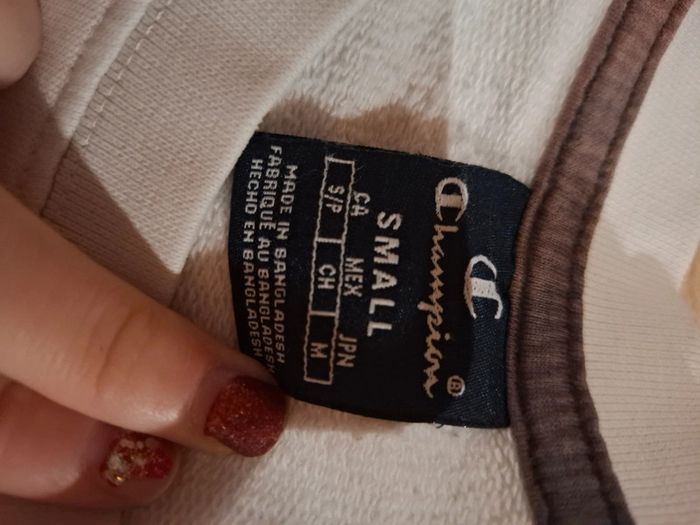 C
Champion®
SMALL
CA MEX JPN
S/P CH M
MADE IN BANGLADESH
FABRIQUÉ AU BANGLADESH
HECHO EN BANGLADESH